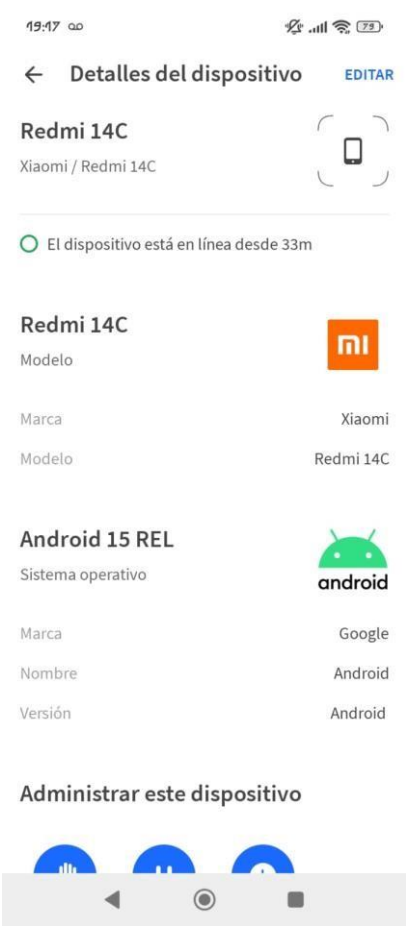 19:17
79
Detalles del dispositivo
EDITAR
Redmi 14C
Xiaomi / Redmi 14C
El dispositivo está en línea desde 33m
Redmi 14C
Modelo
Marca Xiaomi
Modelo Redmi 14C
Android 15 REL
Sistema operativo
android
Marca Google
Nombre Android
Versión Android
Administrar este dispositivo